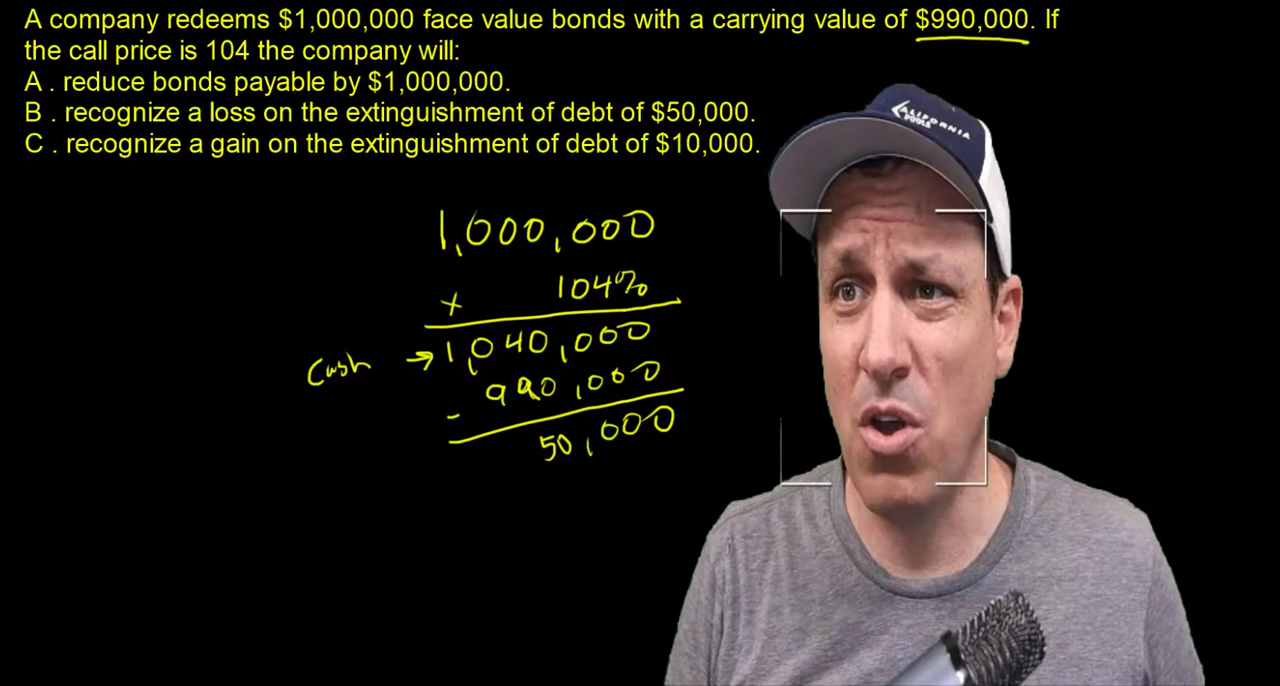 A company redeems $1,000,000 face value bonds with a carrying value of $990,000. If
the call price is 104 the company will:
A . reduce bonds payable by $1,000,000.
B . recognize a loss on the extinguishment of debt of $50,000.
C . recognize a gain on the extinguishment of debt of $10,000.
CALIFORNIA
POOLS
1,000,000
x 104%
Cash → 1,040,000
- 990,000
50,000